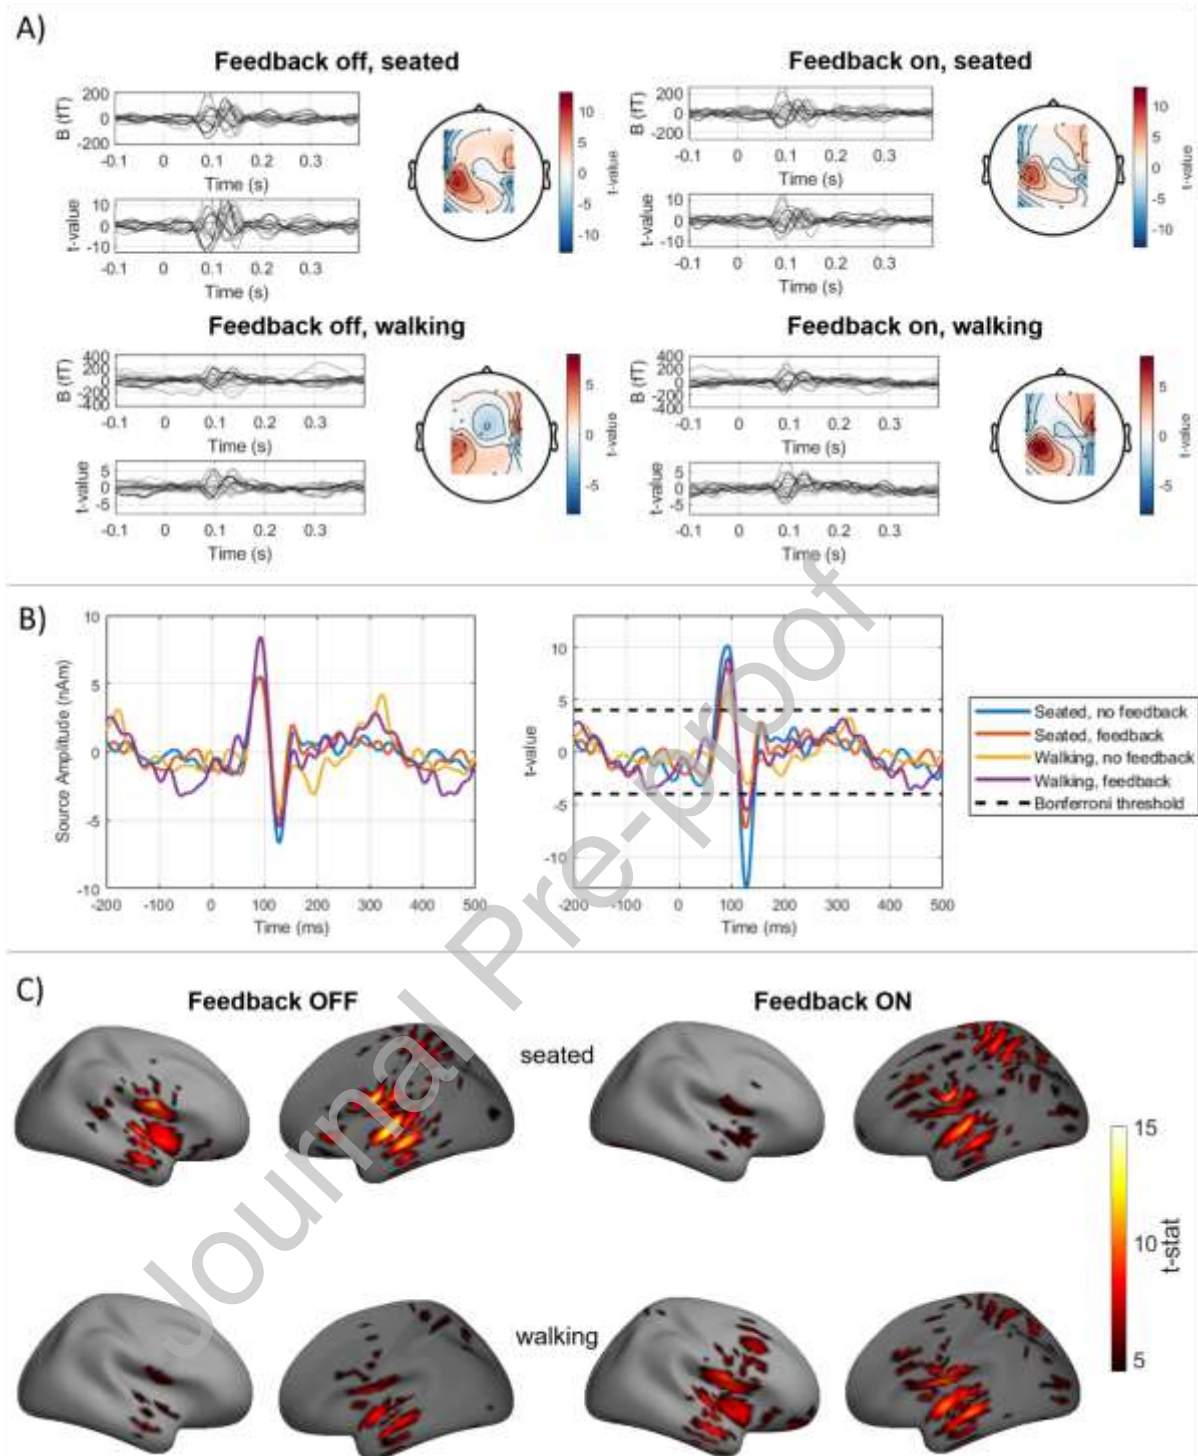 A)
Feedback off, seated
B (fT)
200
0
-200
-0.1 0 0.1 0.2 0.3
Time (s)
t-value
10
0
-10
-0.1 0 0.1 0.2 0.3
Time (s)
10
5
0
-5
-10
t-value
Feedback on, seated
B (fT)
200
0
-200
-0.1 0 0.1 0.2 0.3
Time (s)
t-value
10
0
-10
-0.1 0 0.1 0.2 0.3
Time (s)
10
5
0
-5
-10
t-value
Feedback off, walking
B (fT)
400
200
0
-200
-400
-0.1 0 0.1 0.2 0.3
Time (s)
t-value
5
0
-5
-0.1 0 0.1 0.2 0.3
Time (s)
5
0
-5
t-value
Feedback on, walking
B (fT)
400
200
0
-200
-400
-0.1 0 0.1 0.2 0.3
Time (s)
t-value
5
0
-5
-0.1 0 0.1 0.2 0.3
Time (s)
5
0
-5
t-value
B)
Source Amplitude (nAm)
10
5
0
-5
-10
-200 -100 0 100 200 300 400 500
Time (ms)
t-value
10
5
0
-5
-10
-200 -100 0 100 200 300 400 500
Time (ms)
Seated, no feedback
Seated, feedback
Walking, no feedback
Walking, feedback
Bonferroni threshold
C)
Feedback OFF
Feedback ON
seated
walking
15
10
5
t-stat
Journal Pre-proof